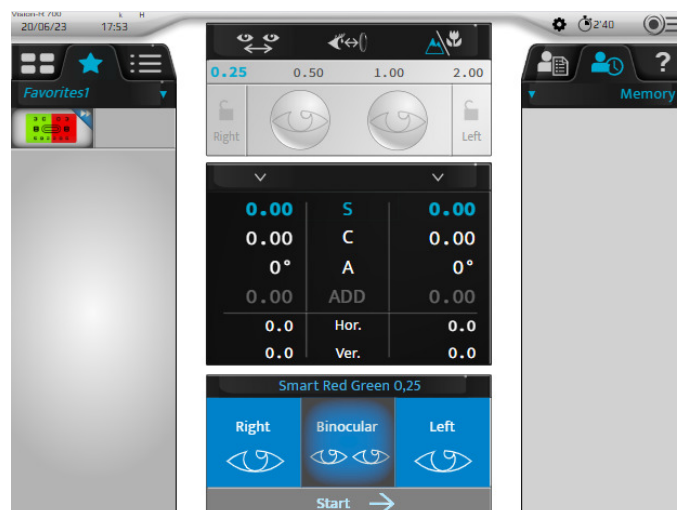 Vision-R 700
20/06/23 17:53
2'40
?
Favorites1
Memory
0.25 0.50 1.00 2.00
Right Left
0.00 S 0.00
0.00 C 0.00
0° A 0°
0.00 ADD 0.00
0.0 Hor. 0.0
0.0 Ver. 0.0
Smart Red Green 0,25
Right Binocular Left
Start